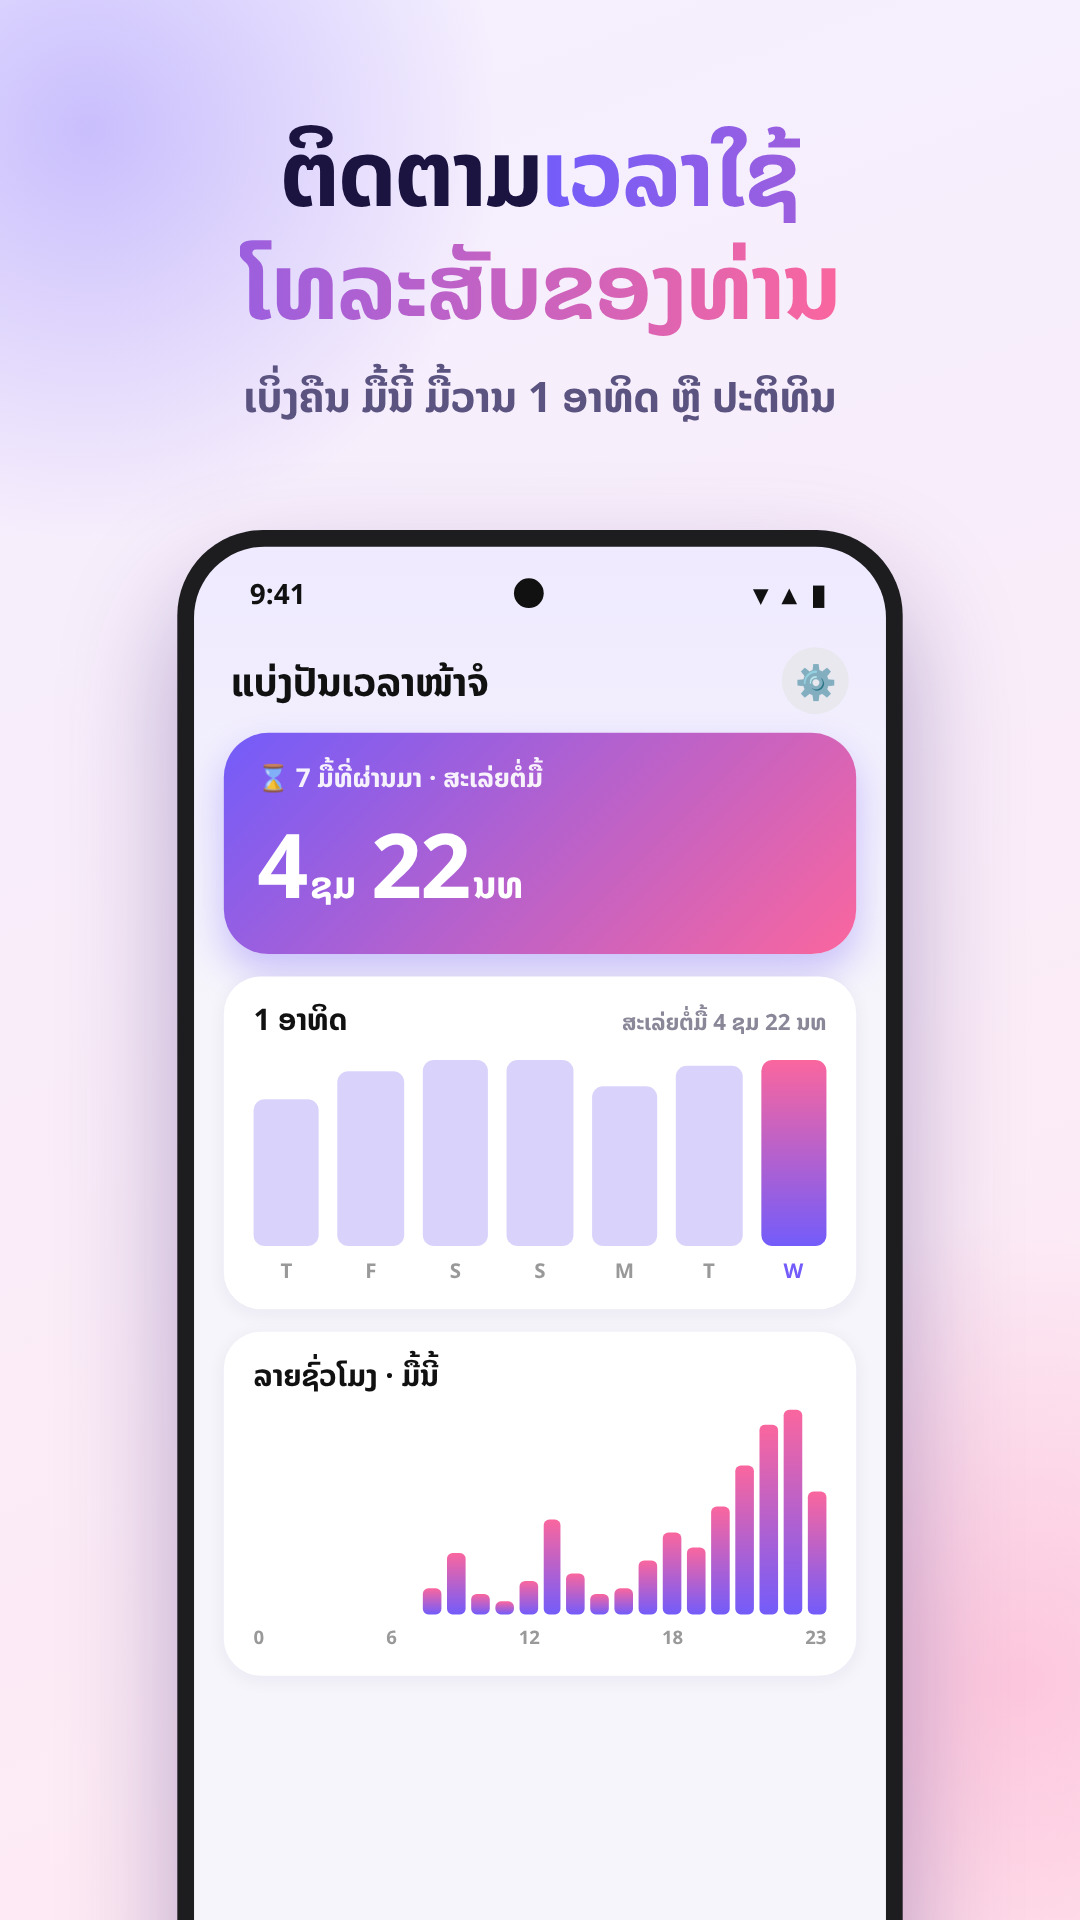 ຕິດຕາມເວລາໃຊ້
ໂທລະສັບຂອງທ່ານ
ເບິ່ງຄືນ ມື້ນີ້ ມື້ວານ 1 ອາທິດ ຫຼື ປະຕິທິນ
9:41
ແບ່ງປັນເວລາໜ້າຈໍ
7 ມື້ທີ່ຜ່ານມາ · ສະເລ່ຍຕໍ່ມື້
4ຊມ 22ນທ
1 ອາທິດ
ສະເລ່ຍຕໍ່ມື້ 4 ຊມ 22 ນທ
T F S S M T W
ລາຍຊົ່ວໂມງ · ມື້ນີ້
0 6 12 18 23